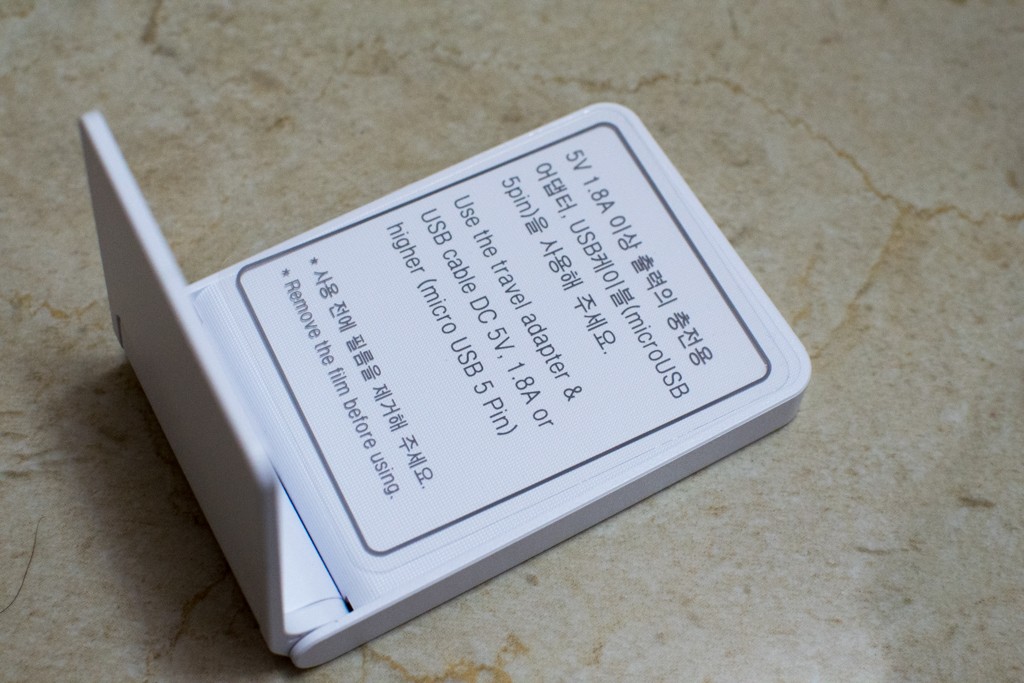 5V 1.8A 이상 출력의 충전용
어댑터, USB케이블(microUSB
5pin)을 사용해 주세요.
Use the travel adapter &
USB cable DC 5V, 1.8A or
higher (micro USB 5 Pin)
* 사용 전에 필름을 제거해 주세요.
* Remove the film before using.